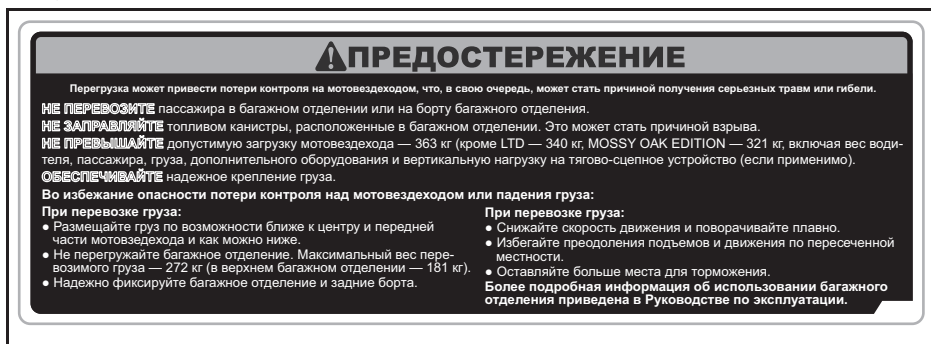 ПРЕДОСТЕРЕЖЕНИЕ
Перегрузка может привести потери контроля на мотовездеходом, что, в свою очередь, может стать причиной получения серьезных травм или гибели.
НЕ ПЕРЕВОЗИТЕ пассажира в багажном отделении или на борту багажного отделения.
НЕ ЗАПРАВЛЯЙТЕ топливом канистры, расположенные в багажном отделении. Это может стать причиной взрыва.
НЕ ПРЕВЫШАЙТЕ допустимую загрузку мотовездехода — 363 кг (кроме LTD — 340 кг, MOSSY OAK EDITION — 321 кг, включая вес води-
теля, пассажира, груза, дополнительного оборудования и вертикальную нагрузку на тягово-сцепное устройство (если применимо).
ОБЕСПЕЧИВАЙТЕ надежное крепление груза.
Во избежание опасности потери контроля над мотовездеходом или падения груза:
При перевозке груза:
● Размещайте груз по возможности ближе к центру и передней
части мотовзедехода и как можно ниже.
● Не перегружайте багажное отделение. Максимальный вес пере-
возимого груза — 272 кг (в верхнем багажном отделении — 181 кг).
● Надежно фиксируйте багажное отделение и задние борта.
При перевозке груза:
● Снижайте скорость движения и поворачивайте плавно.
● Избегайте преодоления подъемов и движения по пересеченной
местности.
● Оставляйте больше места для торможения.
Более подробная информация об использовании багажного
отделения приведена в Руководстве по эксплуатации.